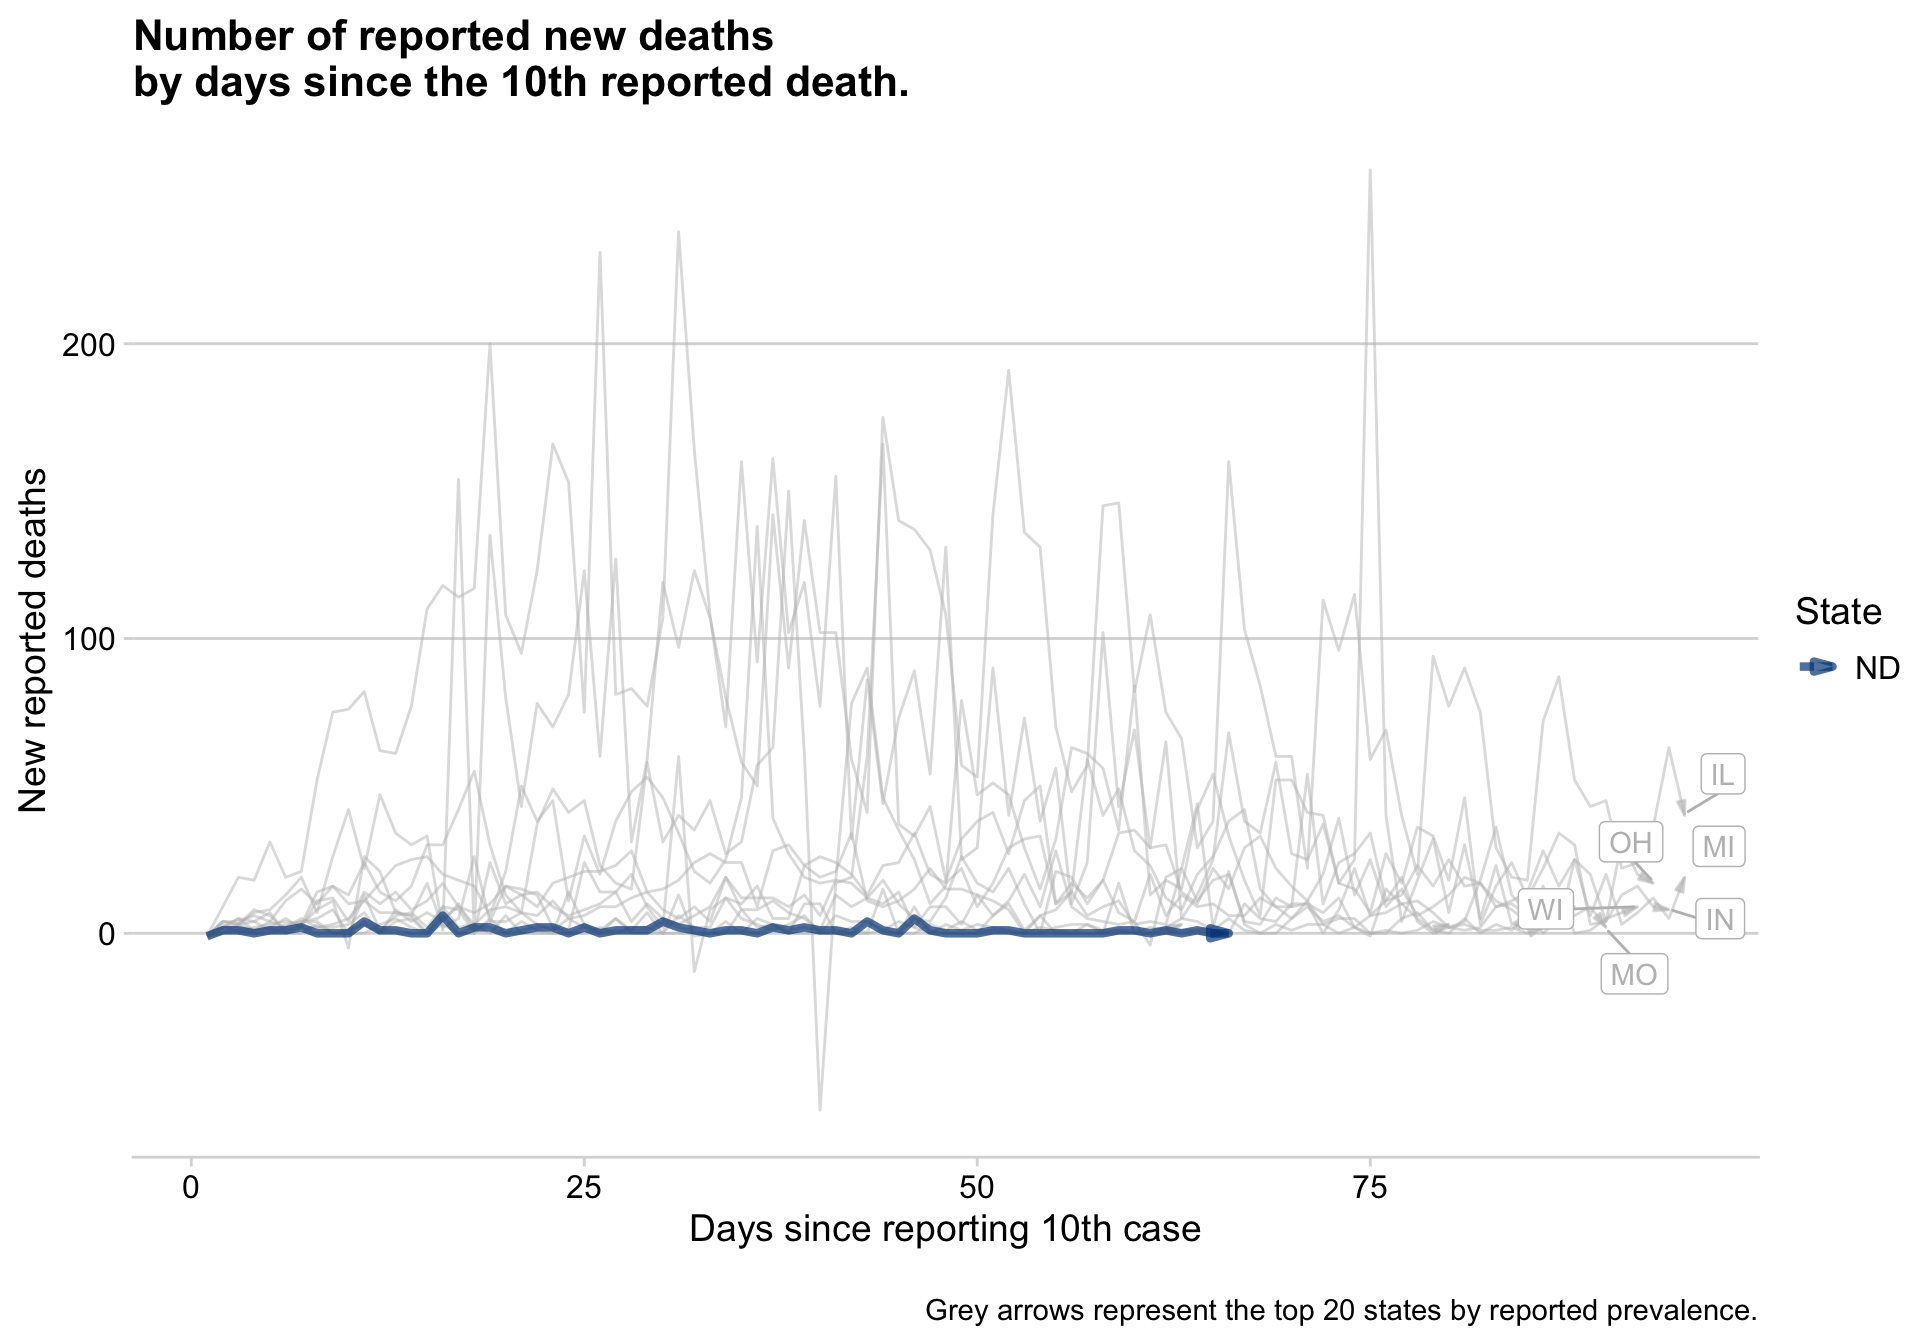 Number of reported new deaths
by days since the 10th reported death.
New reported deaths
200
100
0
0
25
50
75
Days since reporting 10th case
IL
OH
MI
WI
IN
MO
State
ND
Grey arrows represent the top 20 states by reported prevalence.